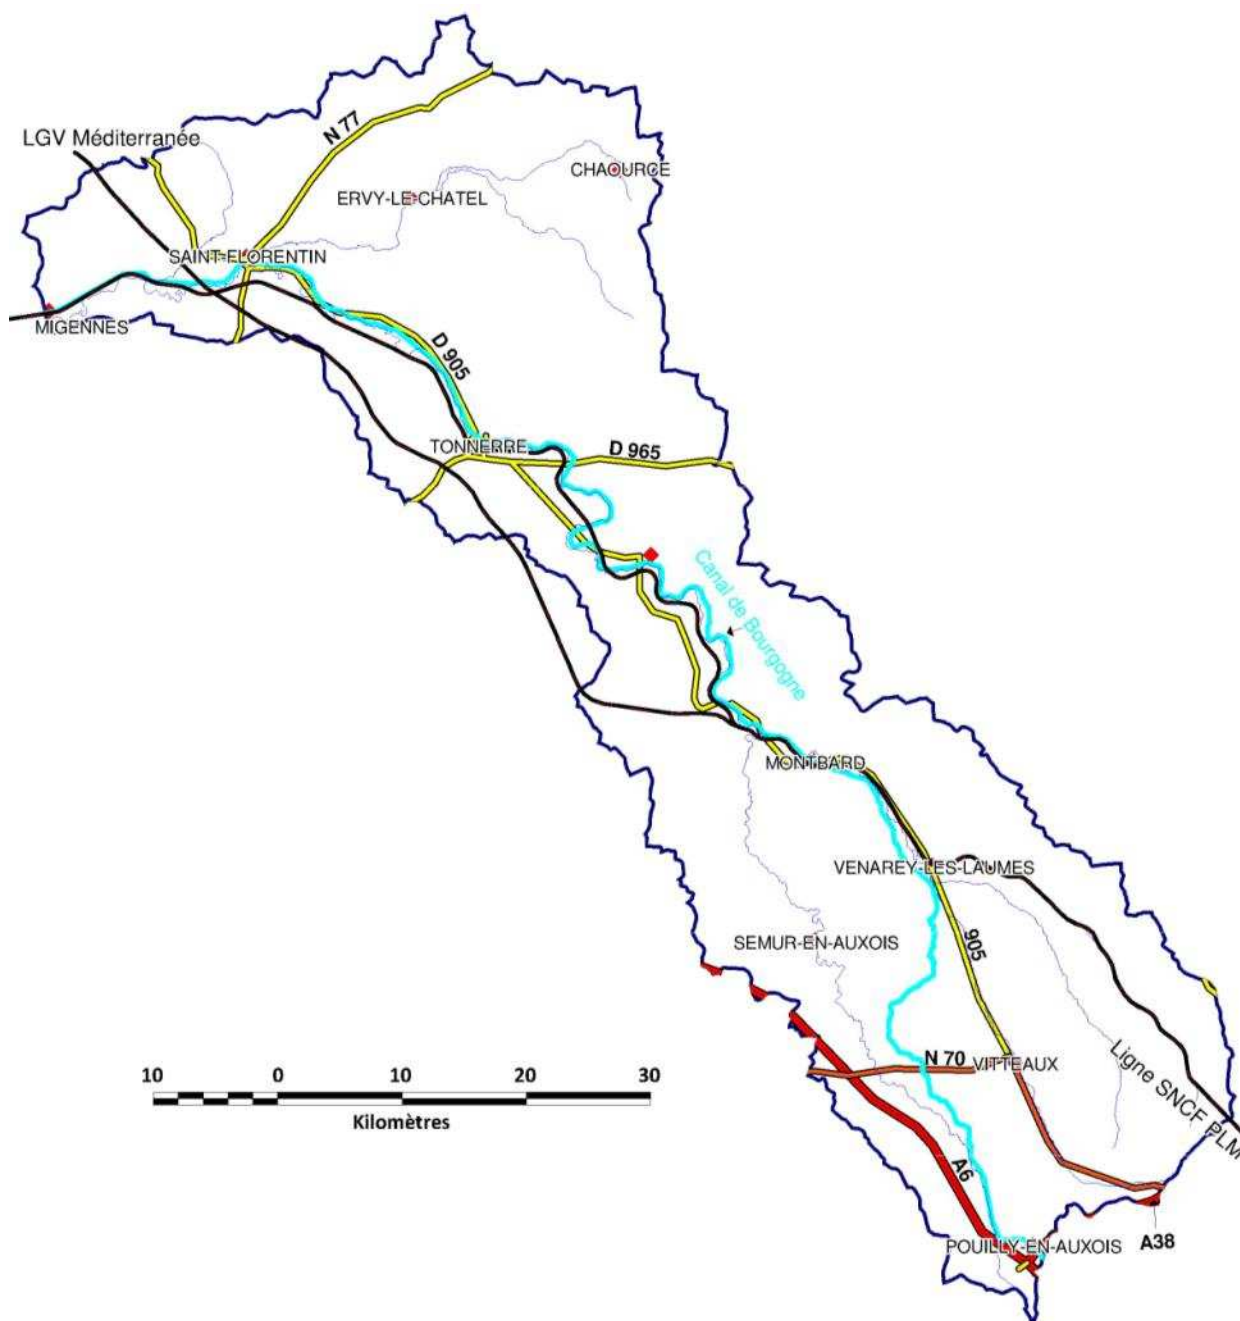 N 77
LGV Méditerranée
CHAOURCE
ERVY-LE-CHATEL
SAINT-FLORENTIN
MIGENNES
D 905
TONNERRE
D 965
Canal de Bourgogne
MONTBARD
VENAREY-LES-LAUMES
SEMUR-EN-AUXOIS
905
N 70
VITTEAUX
Ligne SNCF PLM
10 0 10 20 30
Kilomètres
A6
POUILLY-EN-AUXOIS
A38